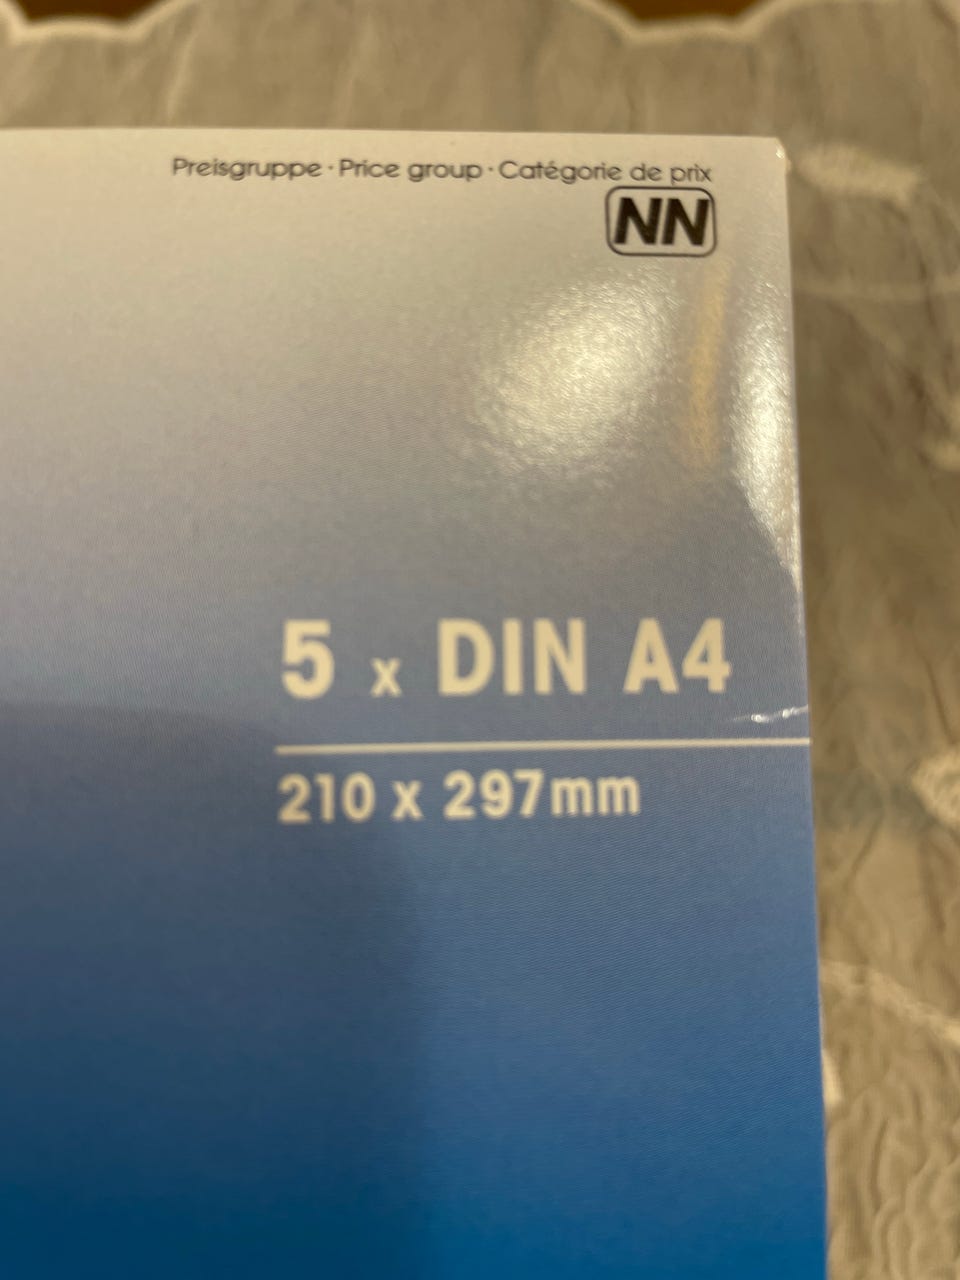 Preisgruppe · Price group · Catégorie de prix
NN
5 x DIN A4
210 x 297mm